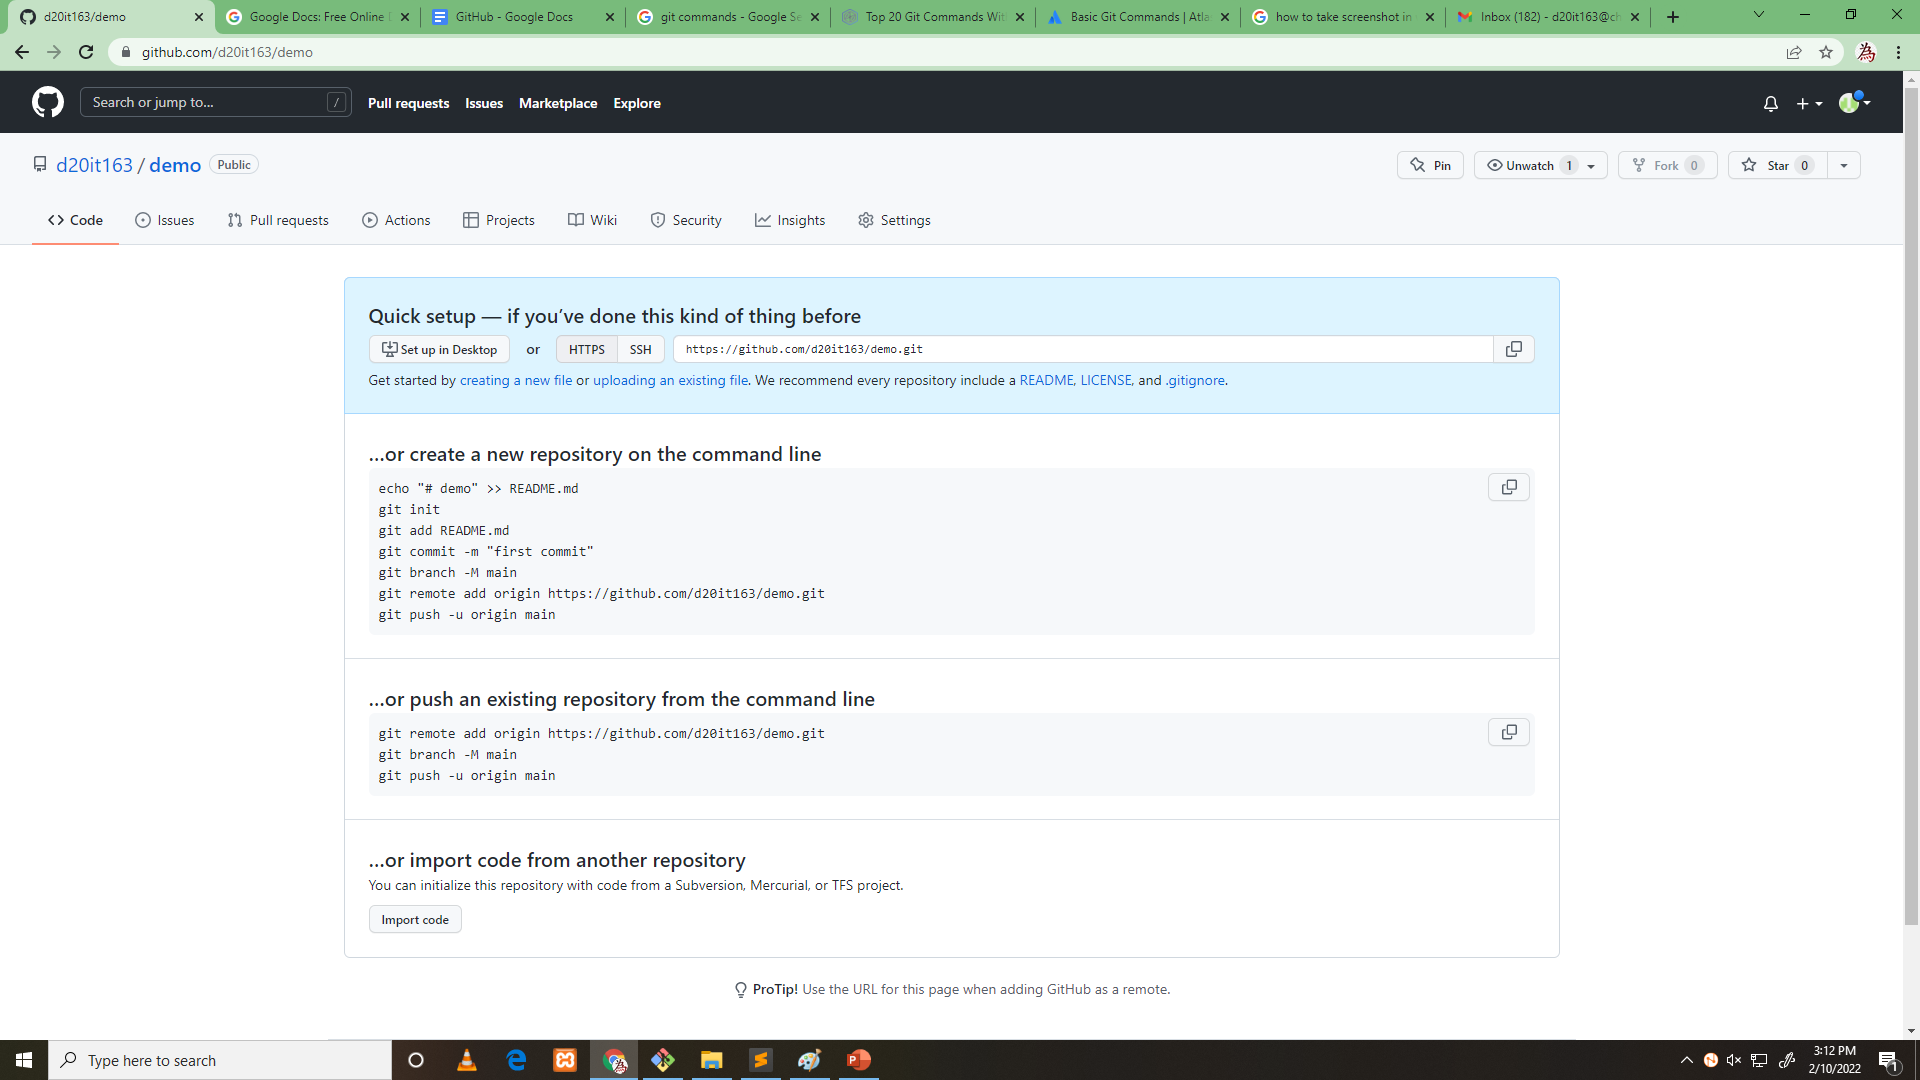 d20it163/demo
Google Docs: Free Online
GitHub - Google Docs
git commands - Google Se
Top 20 Git Commands Wit
Basic Git Commands | Atla
how to take screenshot in
Inbox (182) - d20it163@ch
github.com/d20it163/demo
Search or jump to... /
Pull requests Issues Marketplace Explore
d20it163 / demo Public
Pin Unwatch 1 Fork 0 Star 0
Code Issues Pull requests Actions Projects Wiki Security Insights Settings
Quick setup — if you’ve done this kind of thing before
Set up in Desktop or HTTPS SSH https://github.com/d20it163/demo.git
Get started by creating a new file or uploading an existing file. We recommend every repository include a README, LICENSE, and .gitignore.
…or create a new repository on the command line
echo "# demo" >> README.md
git init
git add README.md
git commit -m "first commit"
git branch -M main
git remote add origin https://github.com/d20it163/demo.git
git push -u origin main
…or push an existing repository from the command line
git remote add origin https://github.com/d20it163/demo.git
git branch -M main
git push -u origin main
…or import code from another repository
You can initialize this repository with code from a Subversion, Mercurial, or TFS project.
Import code
ProTip! Use the URL for this page when adding GitHub as a remote.
Type here to search
3:12 PM
2/10/2022
1